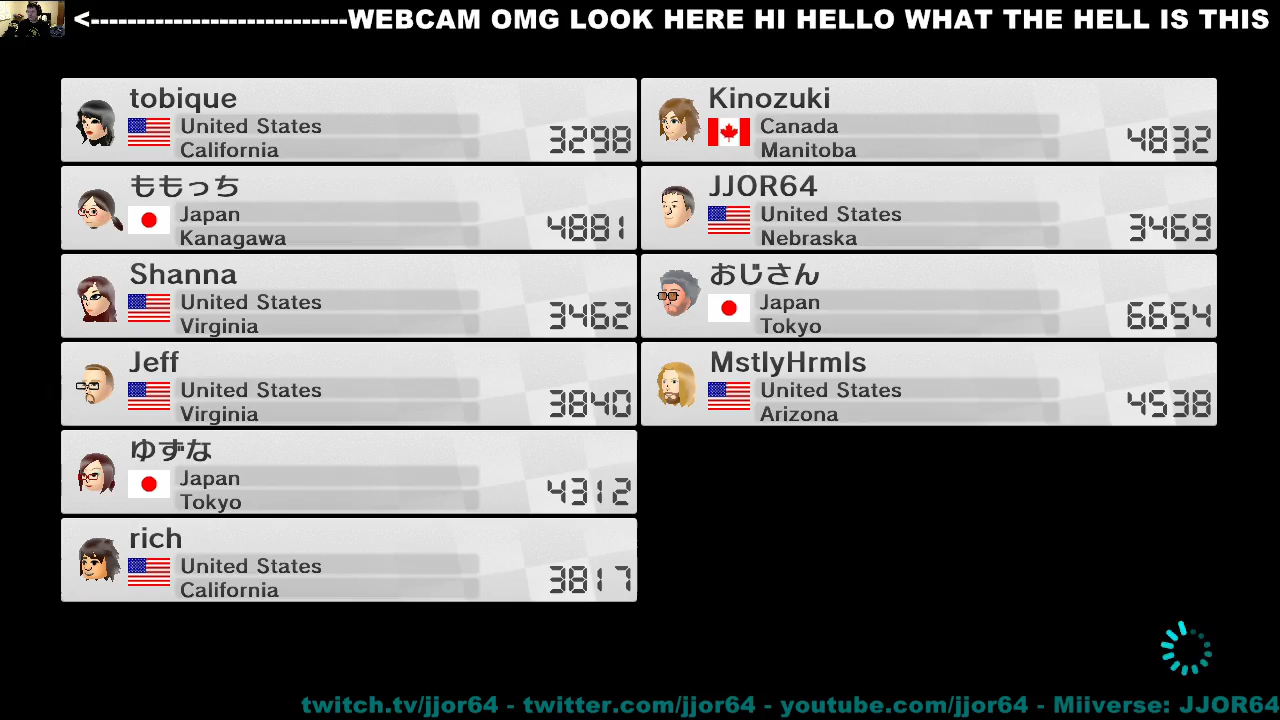 <---------------------------WEBCAM OMG LOOK HERE HI HELLO WHAT THE HELL IS THIS
tobique
United States
California
3298
ももっち
Japan
Kanagawa
4881
Shanna
United States
Virginia
3462
Jeff
United States
Virginia
3840
ゆずな
Japan
Tokyo
4312
rich
United States
California
3817
Kinozuki
Canada
Manitoba
4832
JJOR64
United States
Nebraska
3469
おじさん
Japan
Tokyo
6654
MstlyHrmls
United States
Arizona
4538
twitch.tv/jjor64 - twitter.com/jjor64 - youtube.com/jjor64 - Miiverse: JJOR64